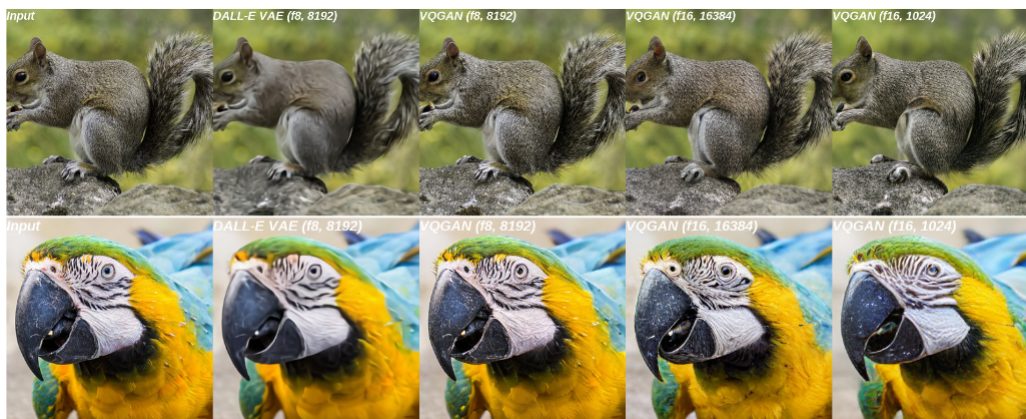 Input
DALL-E VAE (f8, 8192)
VQGAN (f8, 8192)
VQGAN (f16, 16384)
VQGAN (f16, 1024)
Input
DALL-E VAE (f8, 8192)
VQGAN (f8, 8192)
VQGAN (f16, 16384)
VQGAN (f16, 1024)